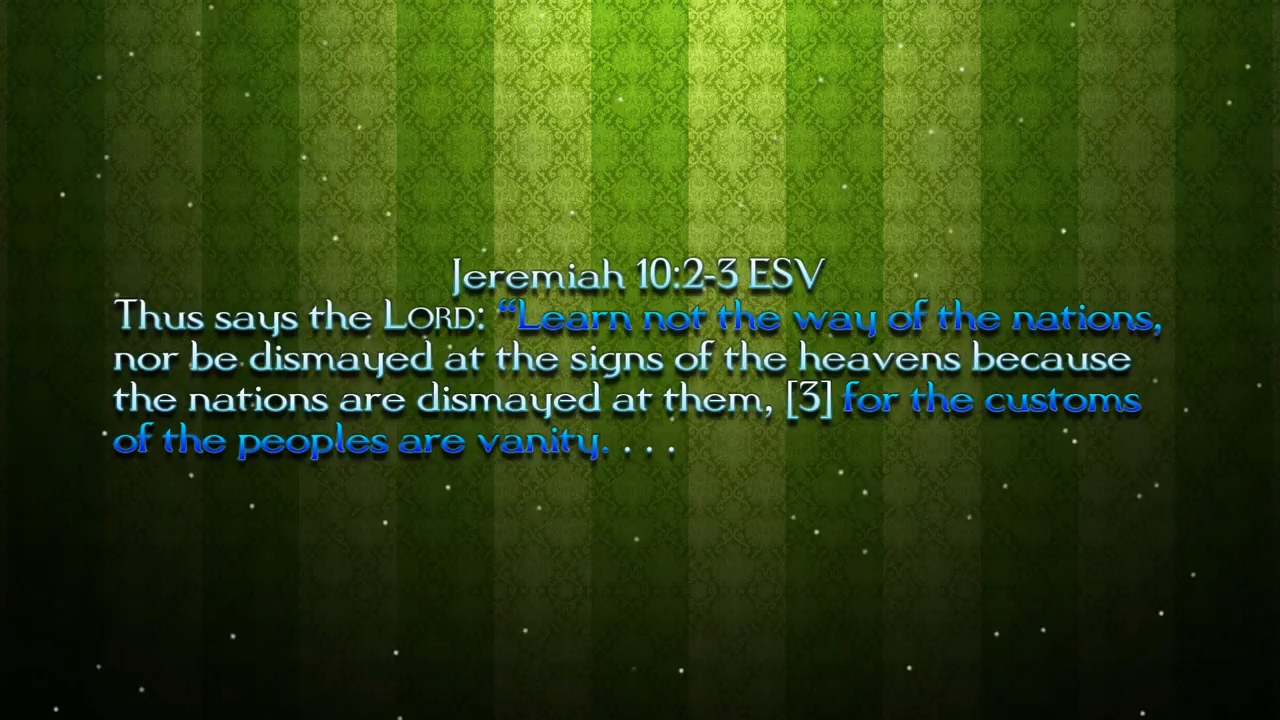 Jeremiah 10:2-3 ESV
Thus says the LORD: “Learn not the way of the nations,
nor be dismayed at the signs of the heavens because
the nations are dismayed at them, [3] for the customs
of the peoples are vanity. . . .